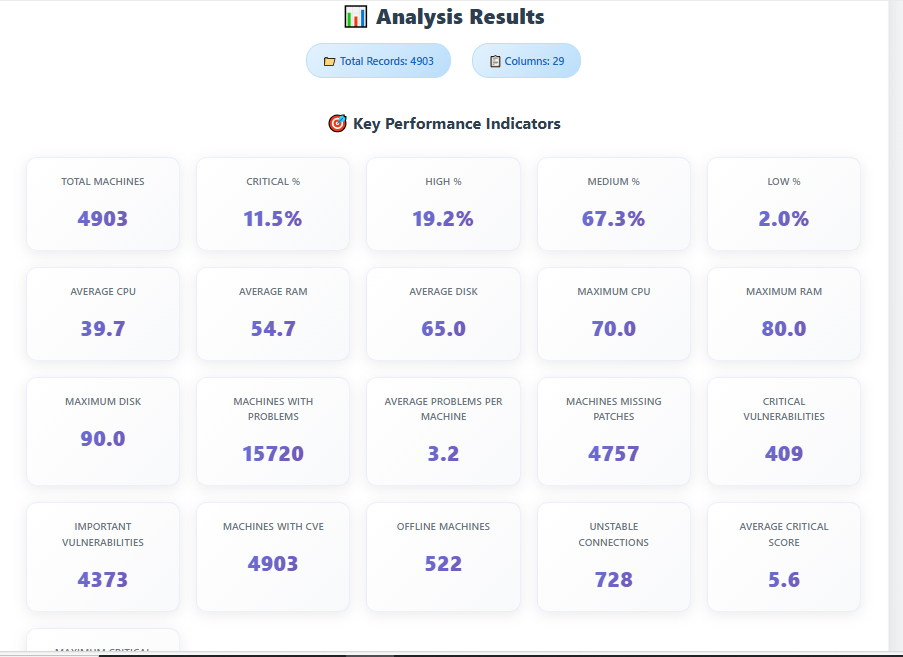 Analysis Results
Total Records: 4903
Columns: 29
Key Performance Indicators
TOTAL MACHINES
4903
CRITICAL %
11.5%
HIGH %
19.2%
MEDIUM %
67.3%
LOW %
2.0%
AVERAGE CPU
39.7
AVERAGE RAM
54.7
AVERAGE DISK
65.0
MAXIMUM CPU
70.0
MAXIMUM RAM
80.0
MAXIMUM DISK
90.0
MACHINES WITH
PROBLEMS
15720
AVERAGE PROBLEMS PER
MACHINE
3.2
MACHINES MISSING
PATCHES
4757
CRITICAL
VULNERABILITIES
409
IMPORTANT
VULNERABILITIES
4373
MACHINES WITH CVE
4903
OFFLINE MACHINES
522
UNSTABLE
CONNECTIONS
728
AVERAGE CRITICAL
SCORE
5.6
MAXIMUM CRITICAL